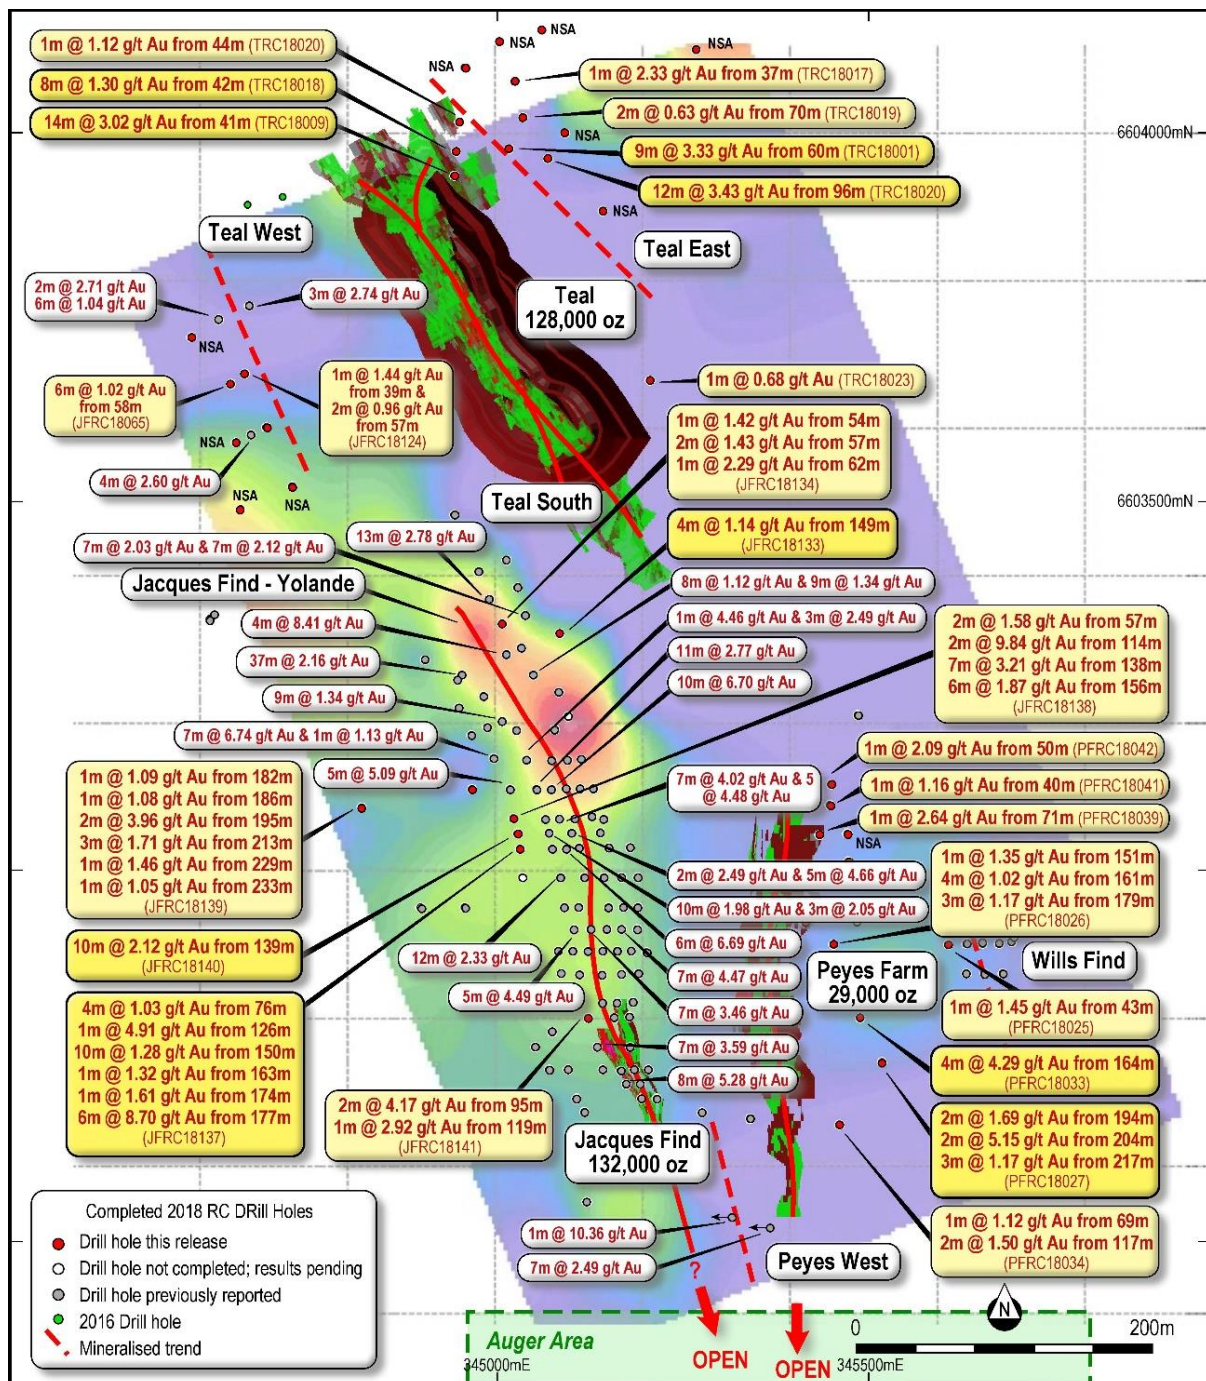 1m @ 1.12 g/t Au from 44m (TRC18020)
8m @ 1.30 g/t Au from 42m (TRC18018)
14m @ 3.02 g/t Au from 41m (TRC18009)
NSA
NSA
NSA
1m @ 2.33 g/t Au from 37m (TRC18017)
2m @ 0.63 g/t Au from 70m (TRC18019)
NSA
9m @ 3.33 g/t Au from 60m (TRC18001)
12m @ 3.43 g/t Au from 96m (TRC18020)
NSA
6604000mN
Teal West
Teal East
2m @ 2.71 g/t Au
6m @ 1.04 g/t Au
3m @ 2.74 g/t Au
NSA
Teal
128,000 oz
6m @ 1.02 g/t Au
from 58m
(JFRC18065)
1m @ 1.44 g/t Au
from 39m &
2m @ 0.96 g/t Au
from 57m
(JFRC18124)
1m @ 0.68 g/t Au (TRC18023)
NSA
4m @ 2.60 g/t Au
NSA
NSA
1m @ 1.42 g/t Au from 54m
2m @ 1.43 g/t Au from 57m
1m @ 2.29 g/t Au from 62m
(JFRC18134)
Teal South
6603500mN
4m @ 1.14 g/t Au from 149m
(JFRC18133)
13m @ 2.78 g/t Au
7m @ 2.03 g/t Au & 7m @ 2.12 g/t Au
Jacques Find - Yolande
8m @ 1.12 g/t Au & 9m @ 1.34 g/t Au
1m @ 4.46 g/t Au & 3m @ 2.49 g/t Au
11m @ 2.77 g/t Au
10m @ 6.70 g/t Au
4m @ 8.41 g/t Au
37m @ 2.16 g/t Au
9m @ 1.34 g/t Au
7m @ 6.74 g/t Au & 1m @ 1.13 g/t Au
5m @ 5.09 g/t Au
2m @ 1.58 g/t Au from 57m
2m @ 9.84 g/t Au from 114m
7m @ 3.21 g/t Au from 138m
6m @ 1.87 g/t Au from 156m
(JFRC18138)
7m @ 4.02 g/t Au & 5
@ 4.48 g/t Au
1m @ 2.09 g/t Au from 50m (PFRC18042)
1m @ 1.16 g/t Au from 40m (PFRC18041)
1m @ 2.64 g/t Au from 71m (PFRC18039)
NSA
1m @ 1.09 g/t Au from 182m
1m @ 1.08 g/t Au from 186m
2m @ 3.96 g/t Au from 195m
3m @ 1.71 g/t Au from 213m
1m @ 1.46 g/t Au from 229m
1m @ 1.05 g/t Au from 233m
(JFRC18139)
1m @ 1.35 g/t Au from 151m
4m @ 1.02 g/t Au from 161m
3m @ 1.17 g/t Au from 179m
(PFRC18026)
2m @ 2.49 g/t Au & 5m @ 4.66 g/t Au
10m @ 1.98 g/t Au & 3m @ 2.05 g/t Au
6m @ 6.69 g/t Au
7m @ 4.47 g/t Au
7m @ 3.46 g/t Au
7m @ 3.59 g/t Au
8m @ 5.28 g/t Au
10m @ 2.12 g/t Au from 139m
(JFRC18140)
12m @ 2.33 g/t Au
5m @ 4.49 g/t Au
Peyes Farm
29,000 oz
Wills Find
1m @ 1.45 g/t Au from 43m
(PFRC18025)
4m @ 1.03 g/t Au from 76m
1m @ 4.91 g/t Au from 126m
10m @ 1.28 g/t Au from 150m
1m @ 1.32 g/t Au from 163m
1m @ 1.61 g/t Au from 174m
6m @ 8.70 g/t Au from 177m
(JFRC18137)
4m @ 4.29 g/t Au from 164m
(PFRC18033)
2m @ 4.17 g/t Au from 95m
1m @ 2.92 g/t Au from 119m
(JFRC18141)
2m @ 1.69 g/t Au from 194m
2m @ 5.15 g/t Au from 204m
3m @ 1.17 g/t Au from 217m
(PFRC18027)
Jacques Find
132,000 oz
1m @ 1.12 g/t Au from 69m
2m @ 1.50 g/t Au from 117m
(PFRC18034)
1m @ 10.36 g/t Au
7m @ 2.49 g/t Au
Peyes West
?
Completed 2018 RC DRill Holes
Drill hole this release
Drill hole not completed; results pending
Drill hole previously reported
2016 Drill hole
Mineralised trend
N
0
200m
Auger Area
OPEN
OPEN
345000mE
345500mE